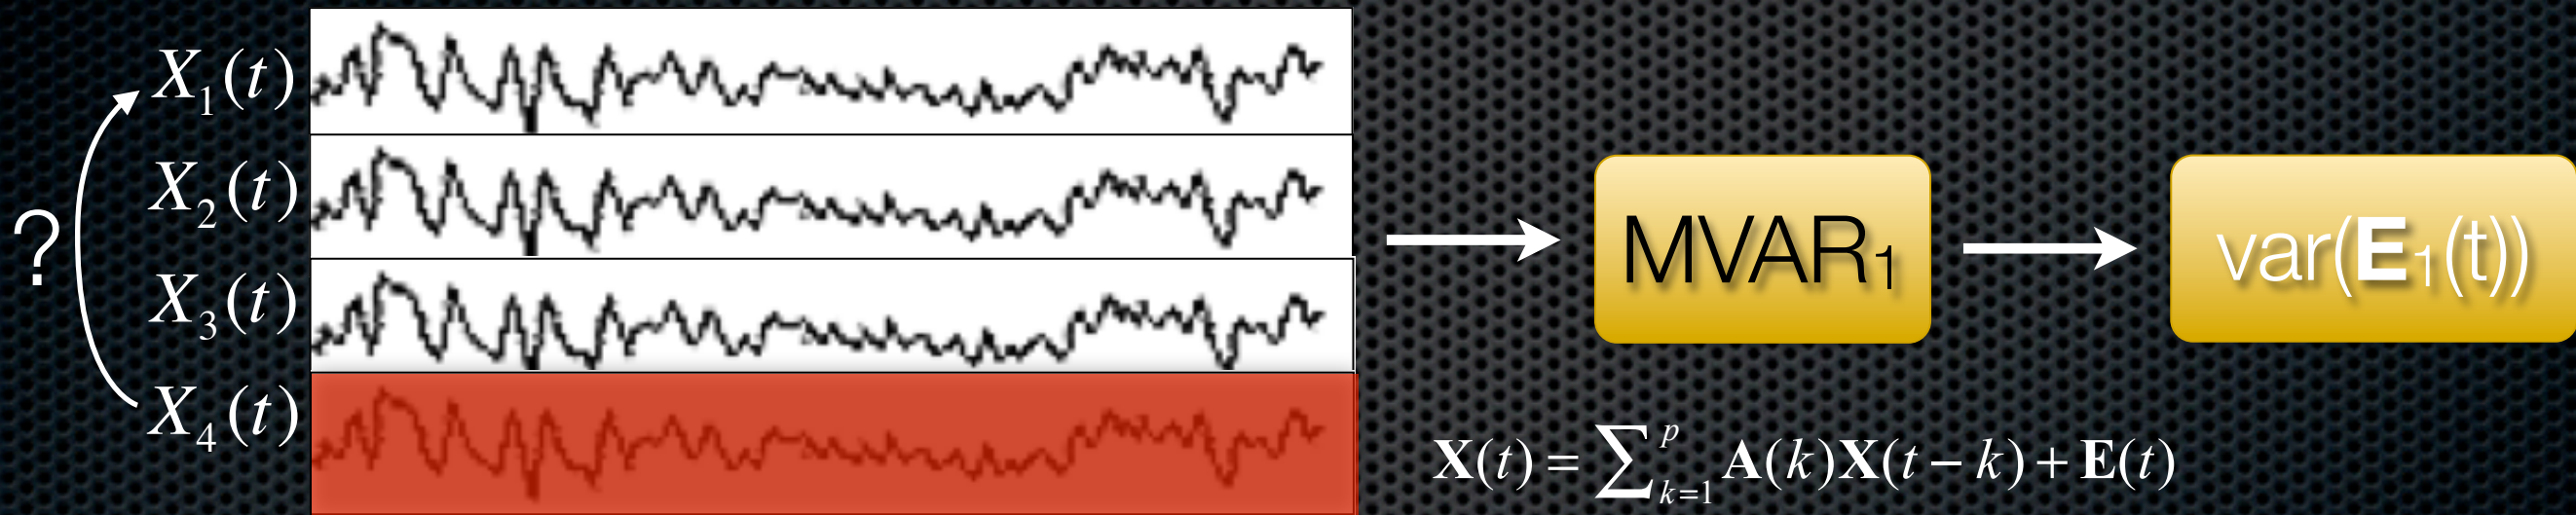 X₁(t)
X₂(t)
?
X₃(t)
X₄(t)
MVAR₁
var(E₁(t))
X(t) = ∑ᵖₖ₌₁ A(k)X(t − k) + E(t)